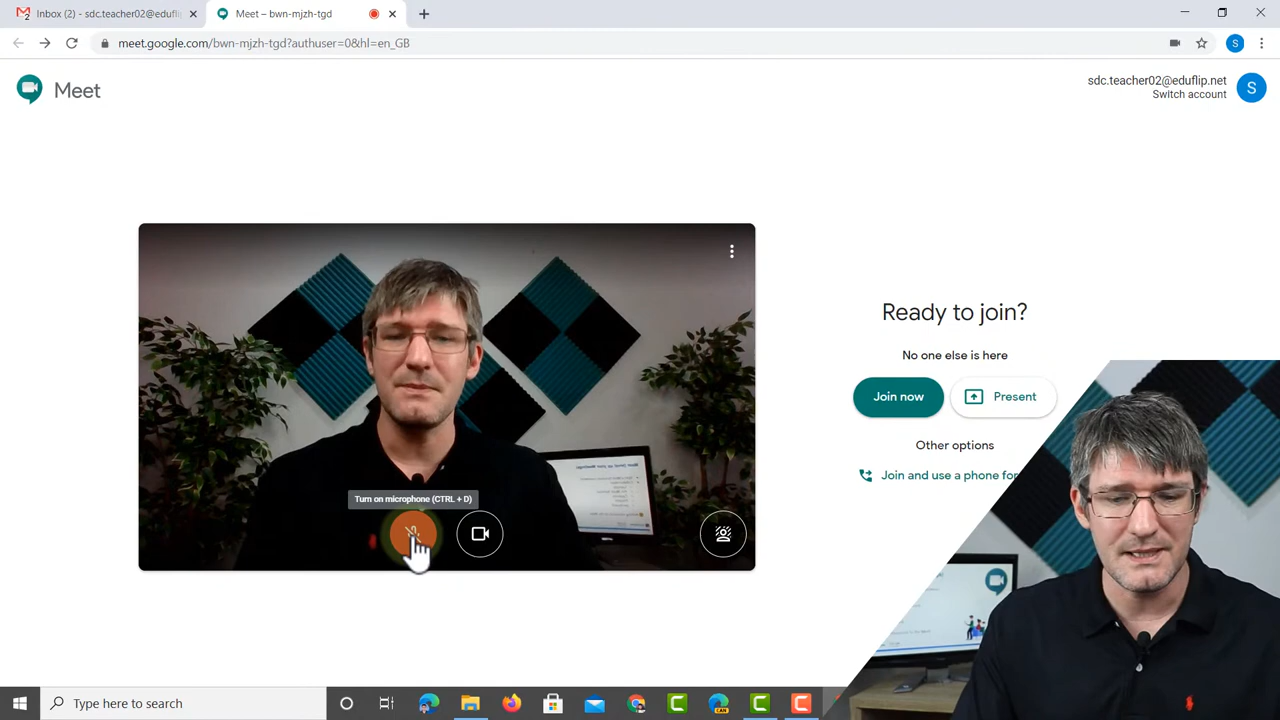 Inbox (2) - sdc.teacher02@edufli
Meet – bwn-mjzh-tgd
meet.google.com/bwn-mjzh-tgd?authuser=0&hl=en_GB
S
Meet
sdc.teacher02@eduflip.net
Switch account
S
Ready to join?
No one else is here
Join now
Present
Other options
Join and use a phone for
Turn on microphone (CTRL + D)
Type here to search
CAN